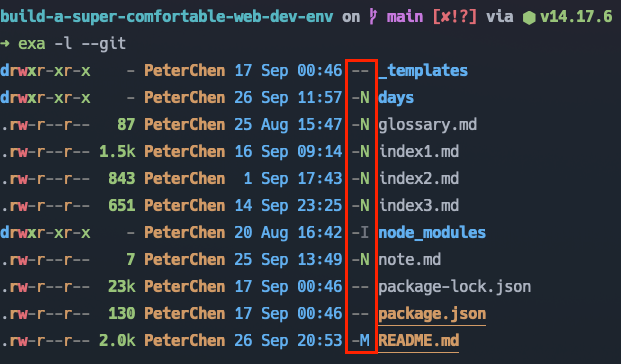 build-a-super-comfortable-web-dev-env on main [✘!?] via ⬢ v14.17.6
➜ exa -l --git
drwxr-xr-x - PeterChen 17 Sep 00:46 -- _templates
drwxr-xr-x - PeterChen 26 Sep 11:57 -N days
.rw-r--r-- 87 PeterChen 25 Aug 15:47 -N glossary.md
.rw-r--r-- 1.5k PeterChen 16 Sep 09:14 -N index1.md
.rw-r--r-- 843 PeterChen 1 Sep 17:43 -N index2.md
.rw-r--r-- 651 PeterChen 14 Sep 23:25 -N index3.md
drwxr-xr-x - PeterChen 20 Aug 16:42 -I node_modules
.rw-r--r-- 7 PeterChen 25 Sep 13:49 -N note.md
.rw-r--r-- 23k PeterChen 17 Sep 00:46 -- package-lock.json
.rw-r--r-- 130 PeterChen 17 Sep 00:46 -- package.json
.rw-r--r-- 2.0k PeterChen 26 Sep 20:53 -M README.md